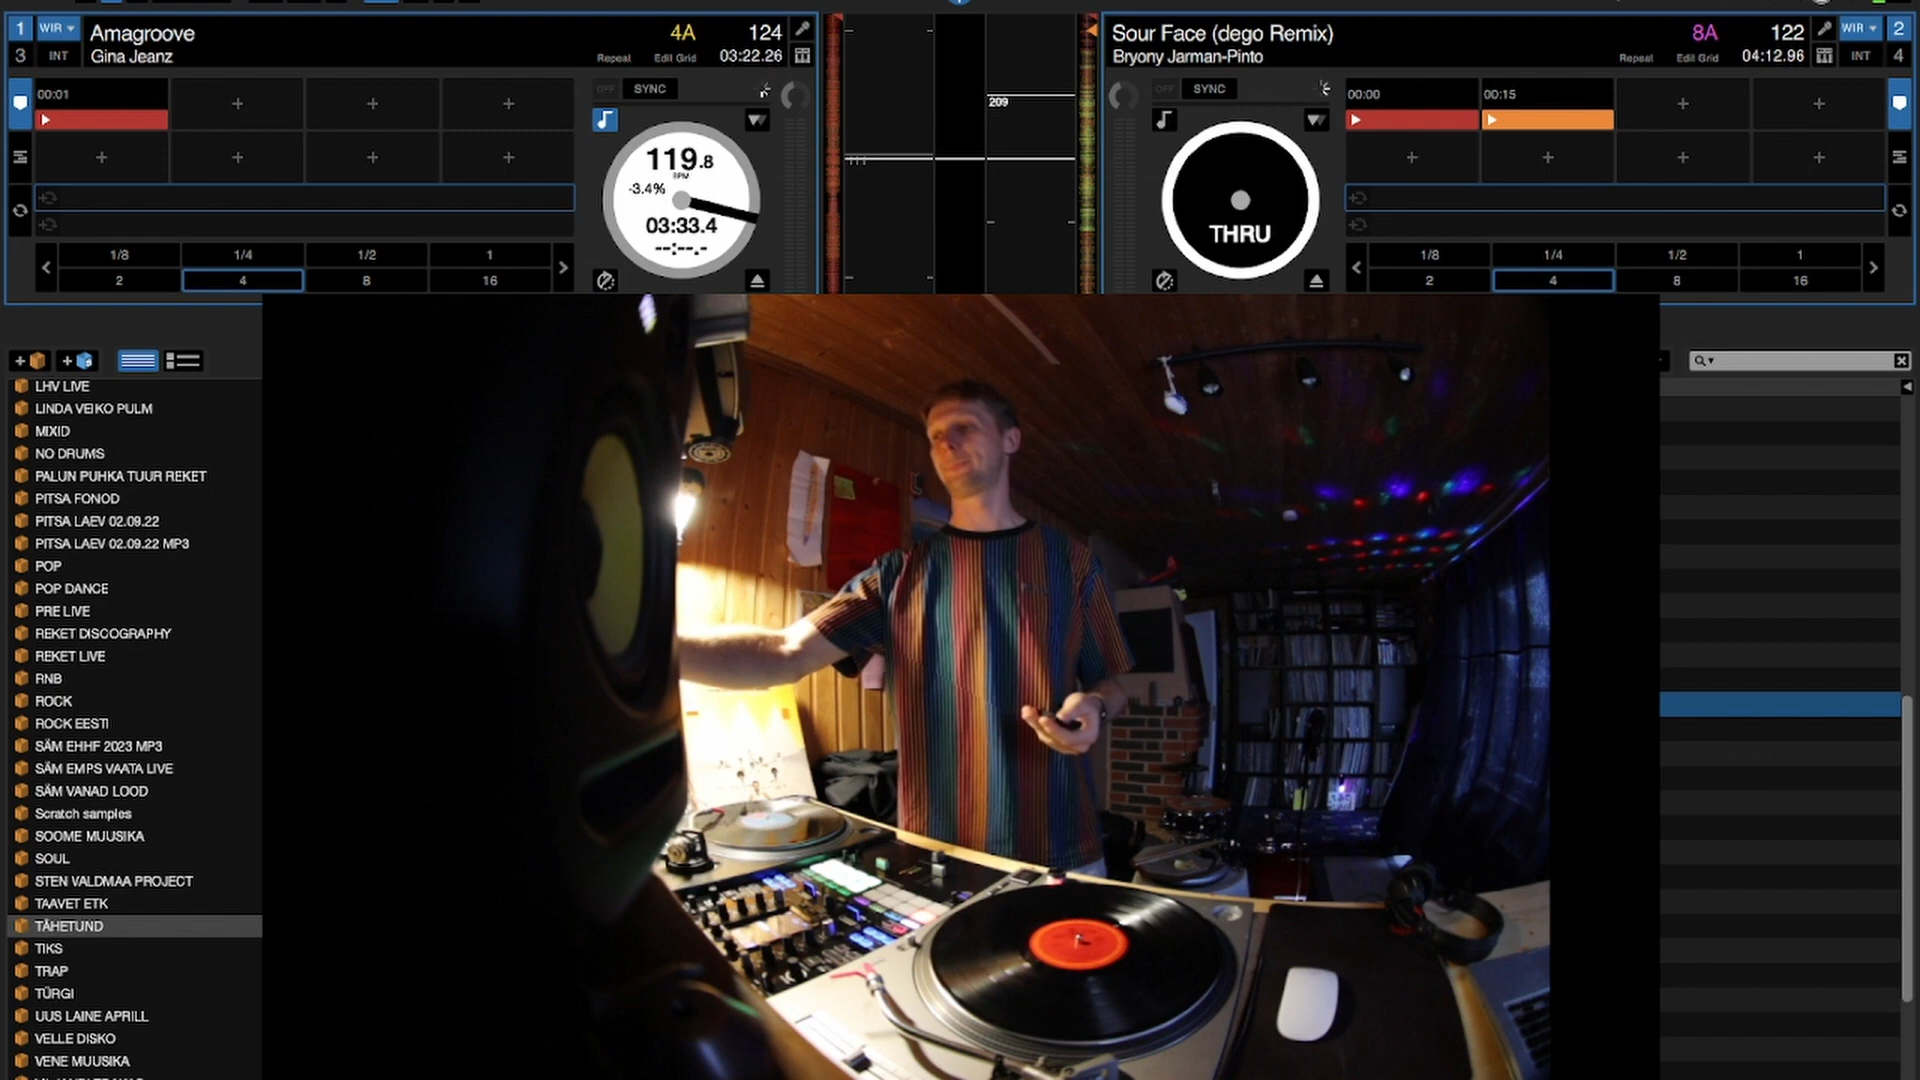 1 WIR Amagroove 4A 124
3 INT Gina Jeanz Repeat Edit Grid 03:22.26
Sour Face (dego Remix) 8A 122 WIR 2
Bryony Jarman-Pinto Repeat Edit Grid 04:12.96 INT 4
00:01
OFF SYNC
119.8
BPM
-3.4%
03:33.4
--:--.-
209
OFF SYNC
THRU
00:00 00:15
1/8 1/4 1/2 1
2 4 8 16
1/8 1/4 1/2 1
2 4 8 16
LHV LIVE
LINDA VEIKO PULM
MIXID
NO DRUMS
PALUN PUHKA TUUR REKET
PITSA FONOD
PITSA LAEV 02.09.22
PITSA LAEV 02.09.22 MP3
POP
POP DANCE
PRE LIVE
REKET DISCOGRAPHY
REKET LIVE
RNB
ROCK
ROCK EESTI
SÄM EHHF 2023 MP3
SÄM EMPS VAATA LIVE
SÄM VANAD LOOD
Scratch samples
SOOME MUUSIKA
SOUL
STEN VALDMAA PROJECT
TAAVET ETK
TÄHETUND
TIKS
TRAP
TÜRGI
UUS LAINE APRILL
VELLE DISKO
VENE MUUSIKA